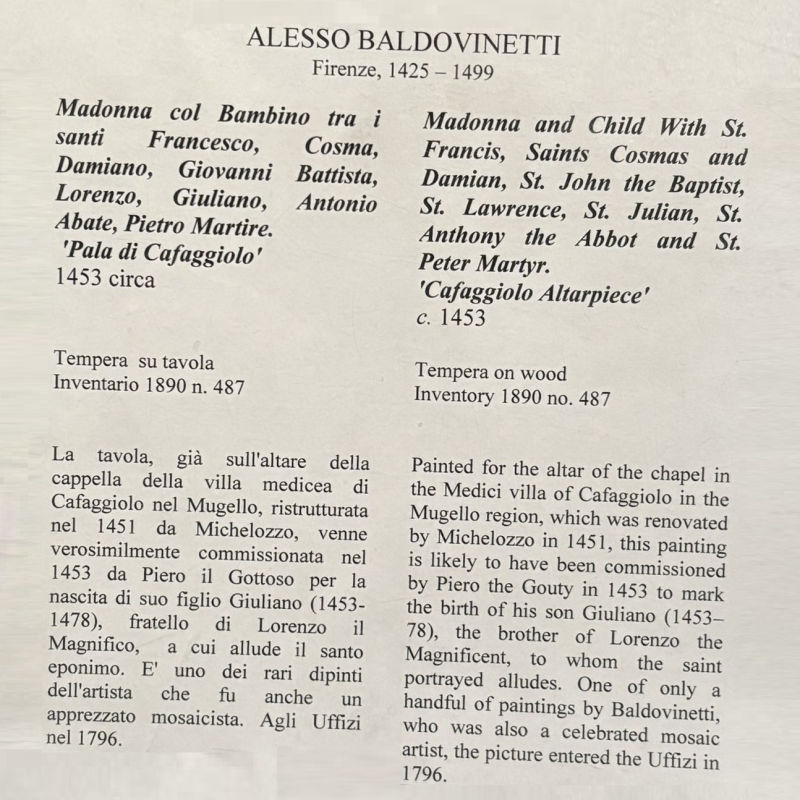 ALESSO BALDOVINETTI
Firenze, 1425 – 1499
Madonna col Bambino tra i
santi Francesco, Cosma,
Damiano, Giovanni Battista,
Lorenzo, Giuliano, Antonio
Abate, Pietro Martire.
'Pala di Cafaggiolo'
1453 circa
Tempera su tavola
Inventario 1890 n. 487
La tavola, già sull'altare della
cappella della villa medicea di
Cafaggiolo nel Mugello, ristrutturata
nel 1451 da Michelozzo, venne
verosimilmente commissionata nel
1453 da Piero il Gottoso per la
nascita di suo figlio Giuliano (1453-
1478), fratello di Lorenzo il
Magnifico, a cui allude il santo
eponimo. E' uno dei rari dipinti
dell'artista che fu anche un
apprezzato mosaicista. Agli Uffizi
nel 1796.
Madonna and Child With St.
Francis, Saints Cosmas and
Damian, St. John the Baptist,
St. Lawrence, St. Julian, St.
Anthony the Abbot and St.
Peter Martyr.
'Cafaggiolo Altarpiece'
c. 1453
Tempera on wood
Inventory 1890 no. 487
Painted for the altar of the chapel in
the Medici villa of Cafaggiolo in the
Mugello region, which was renovated
by Michelozzo in 1451, this painting
is likely to have been commissioned
by Piero the Gouty in 1453 to mark
the birth of his son Giuliano (1453–
78), the brother of Lorenzo the
Magnificent, to whom the saint
portrayed alludes. One of only a
handful of paintings by Baldovinetti,
who was also a celebrated mosaic
artist, the picture entered the Uffizi in
1796.